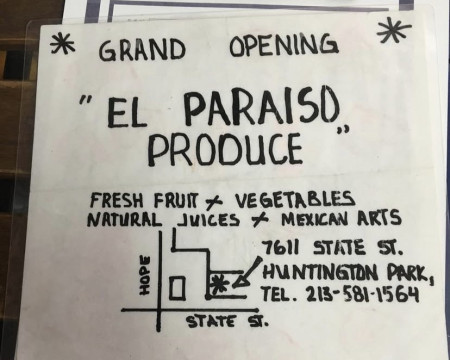 * GRAND OPENING *
"EL PARAISO
PRODUCE"
FRESH FRUIT + VEGETABLES
NATURAL JUICES + MEXICAN ARTS
7611 STATE ST.
HUNTINGTON PARK,
TEL. 213-581-1564
HOPE
*
STATE ST.